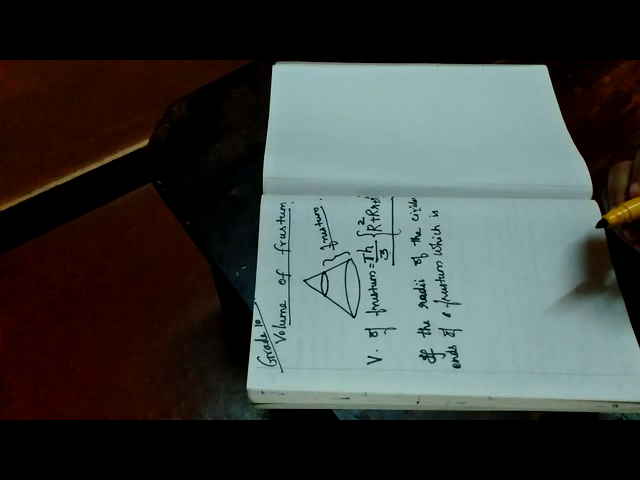 Grade 10
Volume of frustum
frustum.
V. of frustum = πh/3 {R²+Rr+
If the radii of the circular
ends of a frustum which is